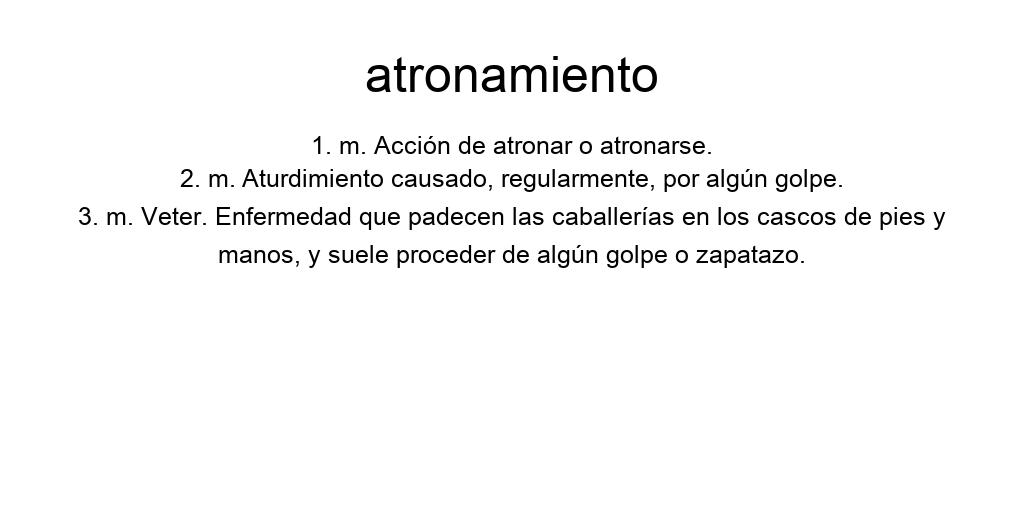 atronamiento
1. m. Acción de atronar o atronarse.
2. m. Aturdimiento causado, regularmente, por algún golpe.
3. m. Veter. Enfermedad que padecen las caballerías en los cascos de pies y
manos, y suele proceder de algún golpe o zapatazo.